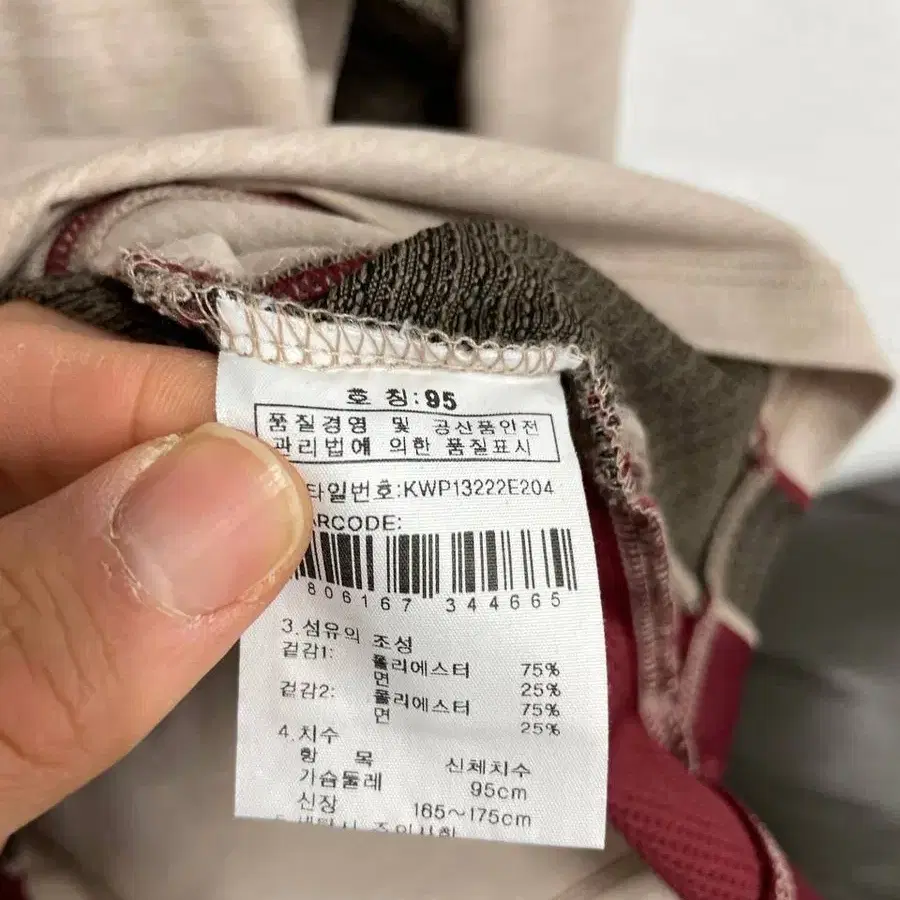 호 칭:95
품질경영 및 공산품안전
관리법에 의한 품질표시
타일번호:KWP13222E204
ARCODE:
806167 344665
3.섬유의 조성
겉감1: 폴리에스터 75%
면 25%
겉감2: 폴리에스터 75%
면 25%
4.치수
항 목 신체치수
가슴둘레 95cm
신장 165~175cm